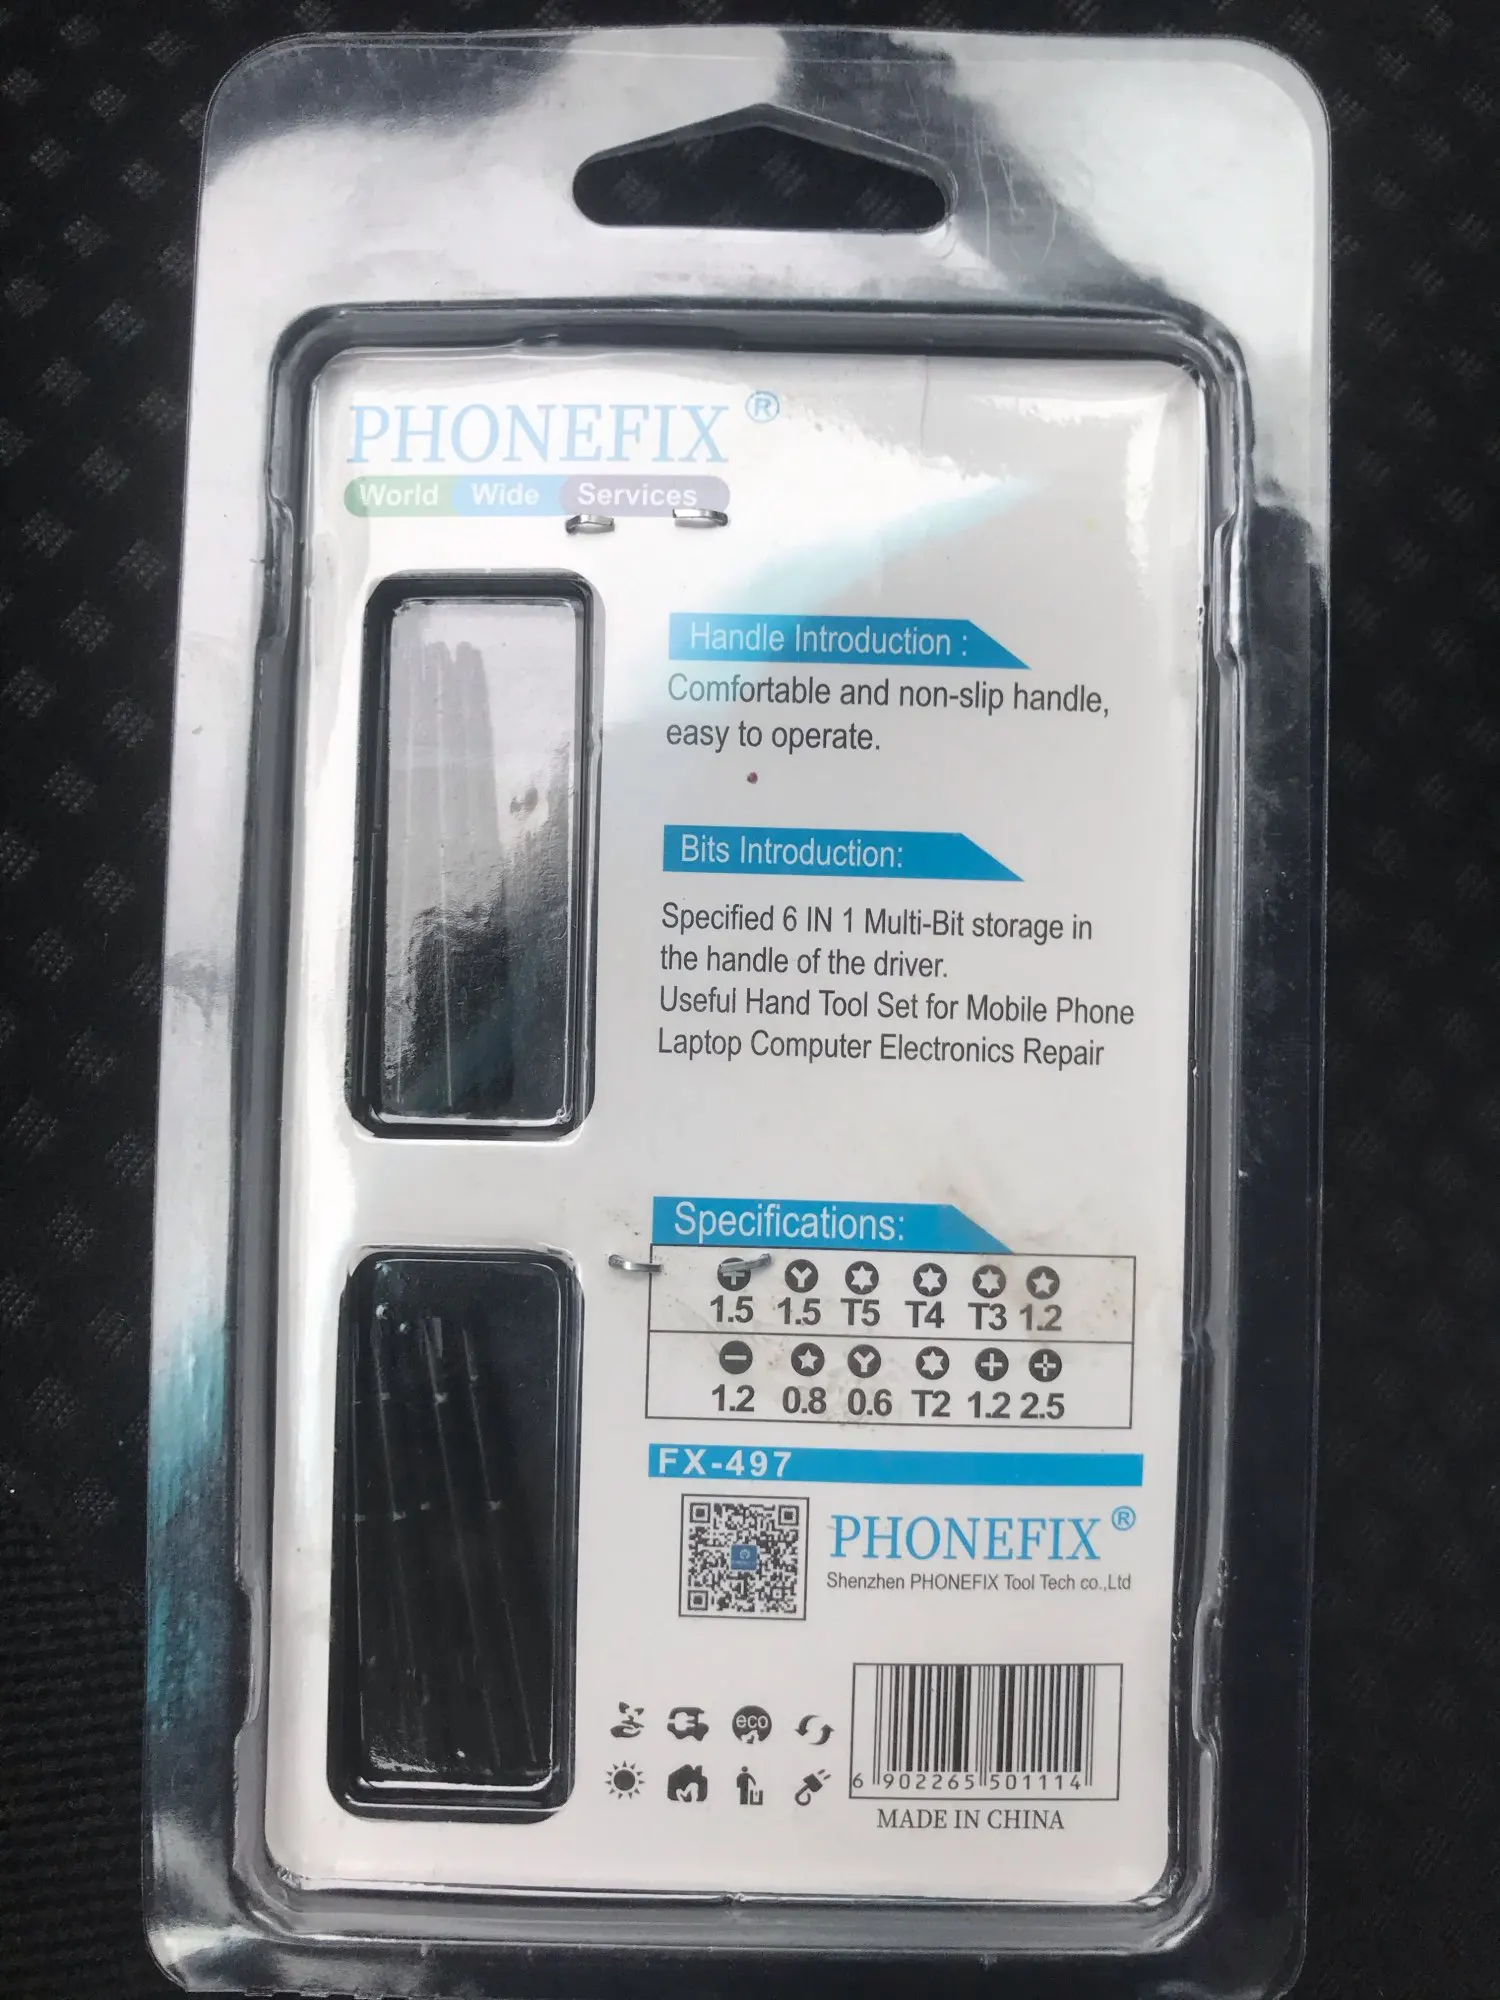 PHONEFIX ®
World Wide Services
Handle Introduction :
Comfortable and non-slip handle,
easy to operate.
Bits Introduction:
Specified 6 IN 1 Multi-Bit storage in
the handle of the driver.
Useful Hand Tool Set for Mobile Phone
Laptop Computer Electronics Repair
Specifications:
1.5 1.5 T5 T4 T3 1.2
1.2 0.8 0.6 T2 1.2 2.5
FX-497
PHONEFIX ®
Shenzhen PHONEFIX Tool Tech co.,Ltd
eco
6 902265 501114
MADE IN CHINA